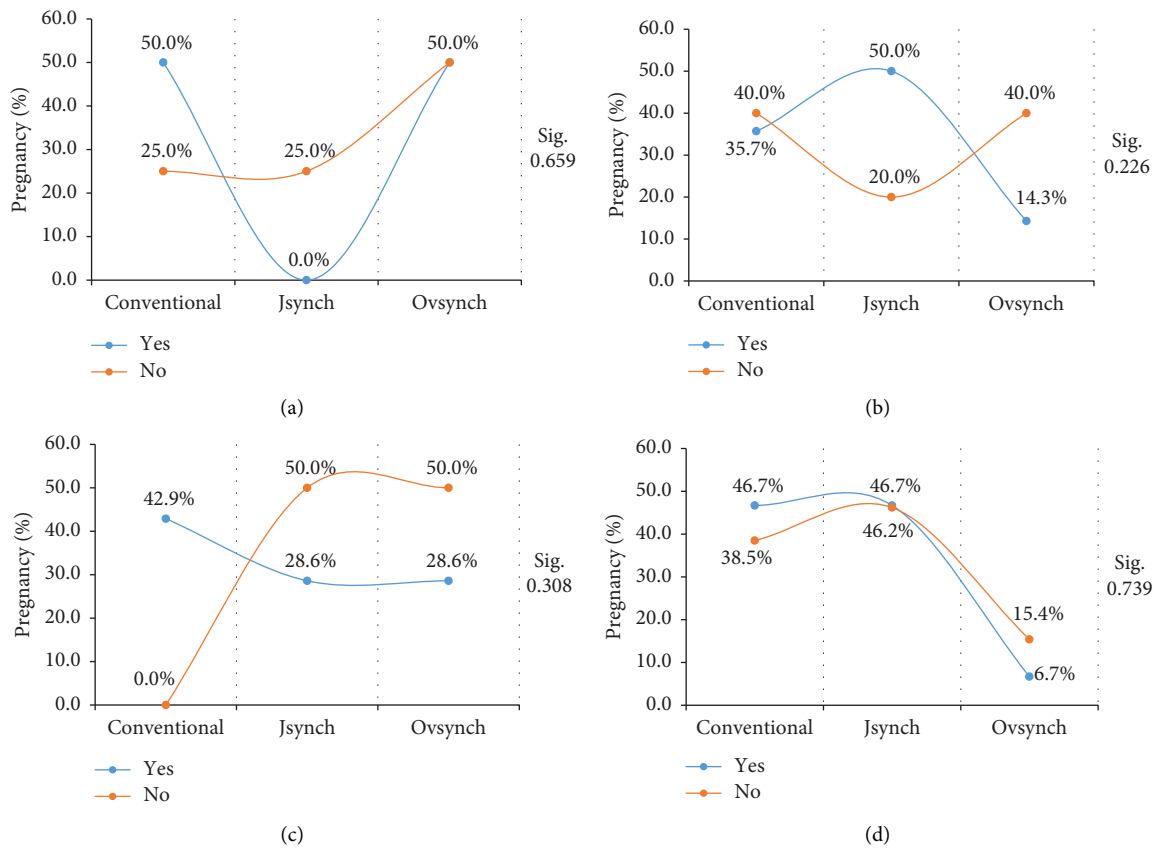 60.0
50.0
40.0
30.0
20.0
10.0
0.0
Pregnancy (%)
50.0%
25.0%
25.0%
0.0%
50.0%
Conventional
Jsynch
Ovsynch
Sig.
0.659
Yes
No
(a)
60.0
50.0
40.0
30.0
20.0
10.0
0.0
Pregnancy (%)
40.0%
35.7%
50.0%
20.0%
40.0%
14.3%
Conventional
Jsynch
Ovsynch
Sig.
0.226
Yes
No
(b)
60.0
50.0
40.0
30.0
20.0
10.0
0.0
Pregnancy (%)
42.9%
0.0%
50.0%
28.6%
50.0%
28.6%
Conventional
Jsynch
Ovsynch
Sig.
0.308
Yes
No
(c)
60.0
50.0
40.0
30.0
20.0
10.0
0.0
Pregnancy (%)
46.7%
38.5%
46.7%
46.2%
15.4%
6.7%
Conventional
Jsynch
Ovsynch
Sig.
0.739
Yes
No
(d)